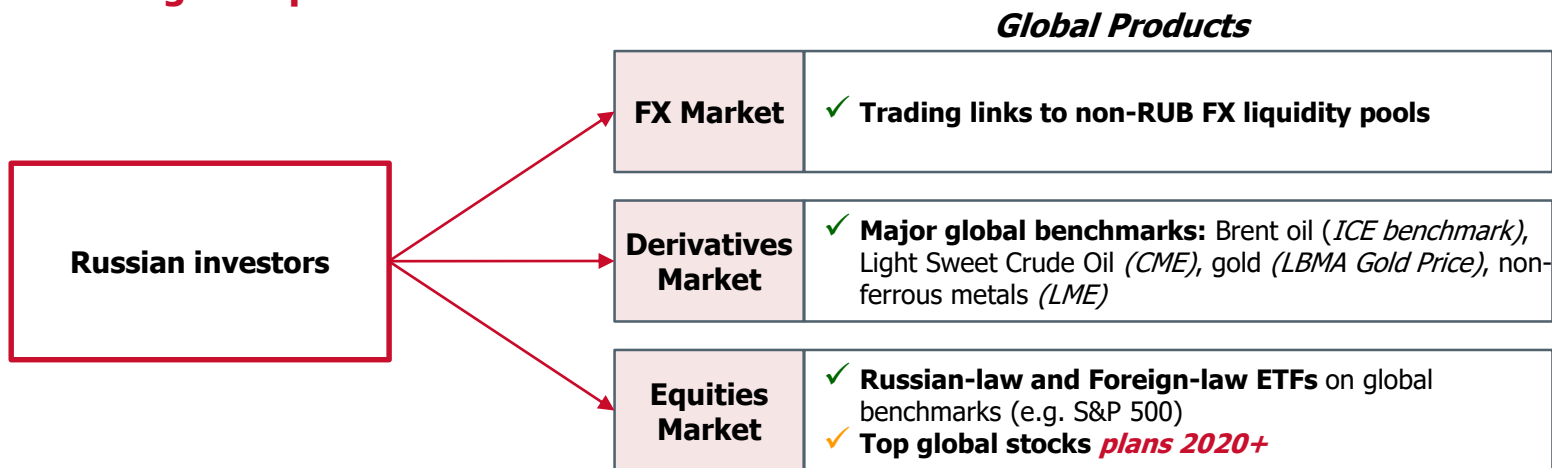 Global Products
FX Market
✓ Trading links to non-RUB FX liquidity pools
Russian investors
Derivatives
Market
✓ Major global benchmarks: Brent oil (ICE benchmark),
Light Sweet Crude Oil (CME), gold (LBMA Gold Price), non-
ferrous metals (LME)
Equities
Market
✓ Russian-law and Foreign-law ETFs on global
benchmarks (e.g. S&P 500)
✓ Top global stocks plans 2020+